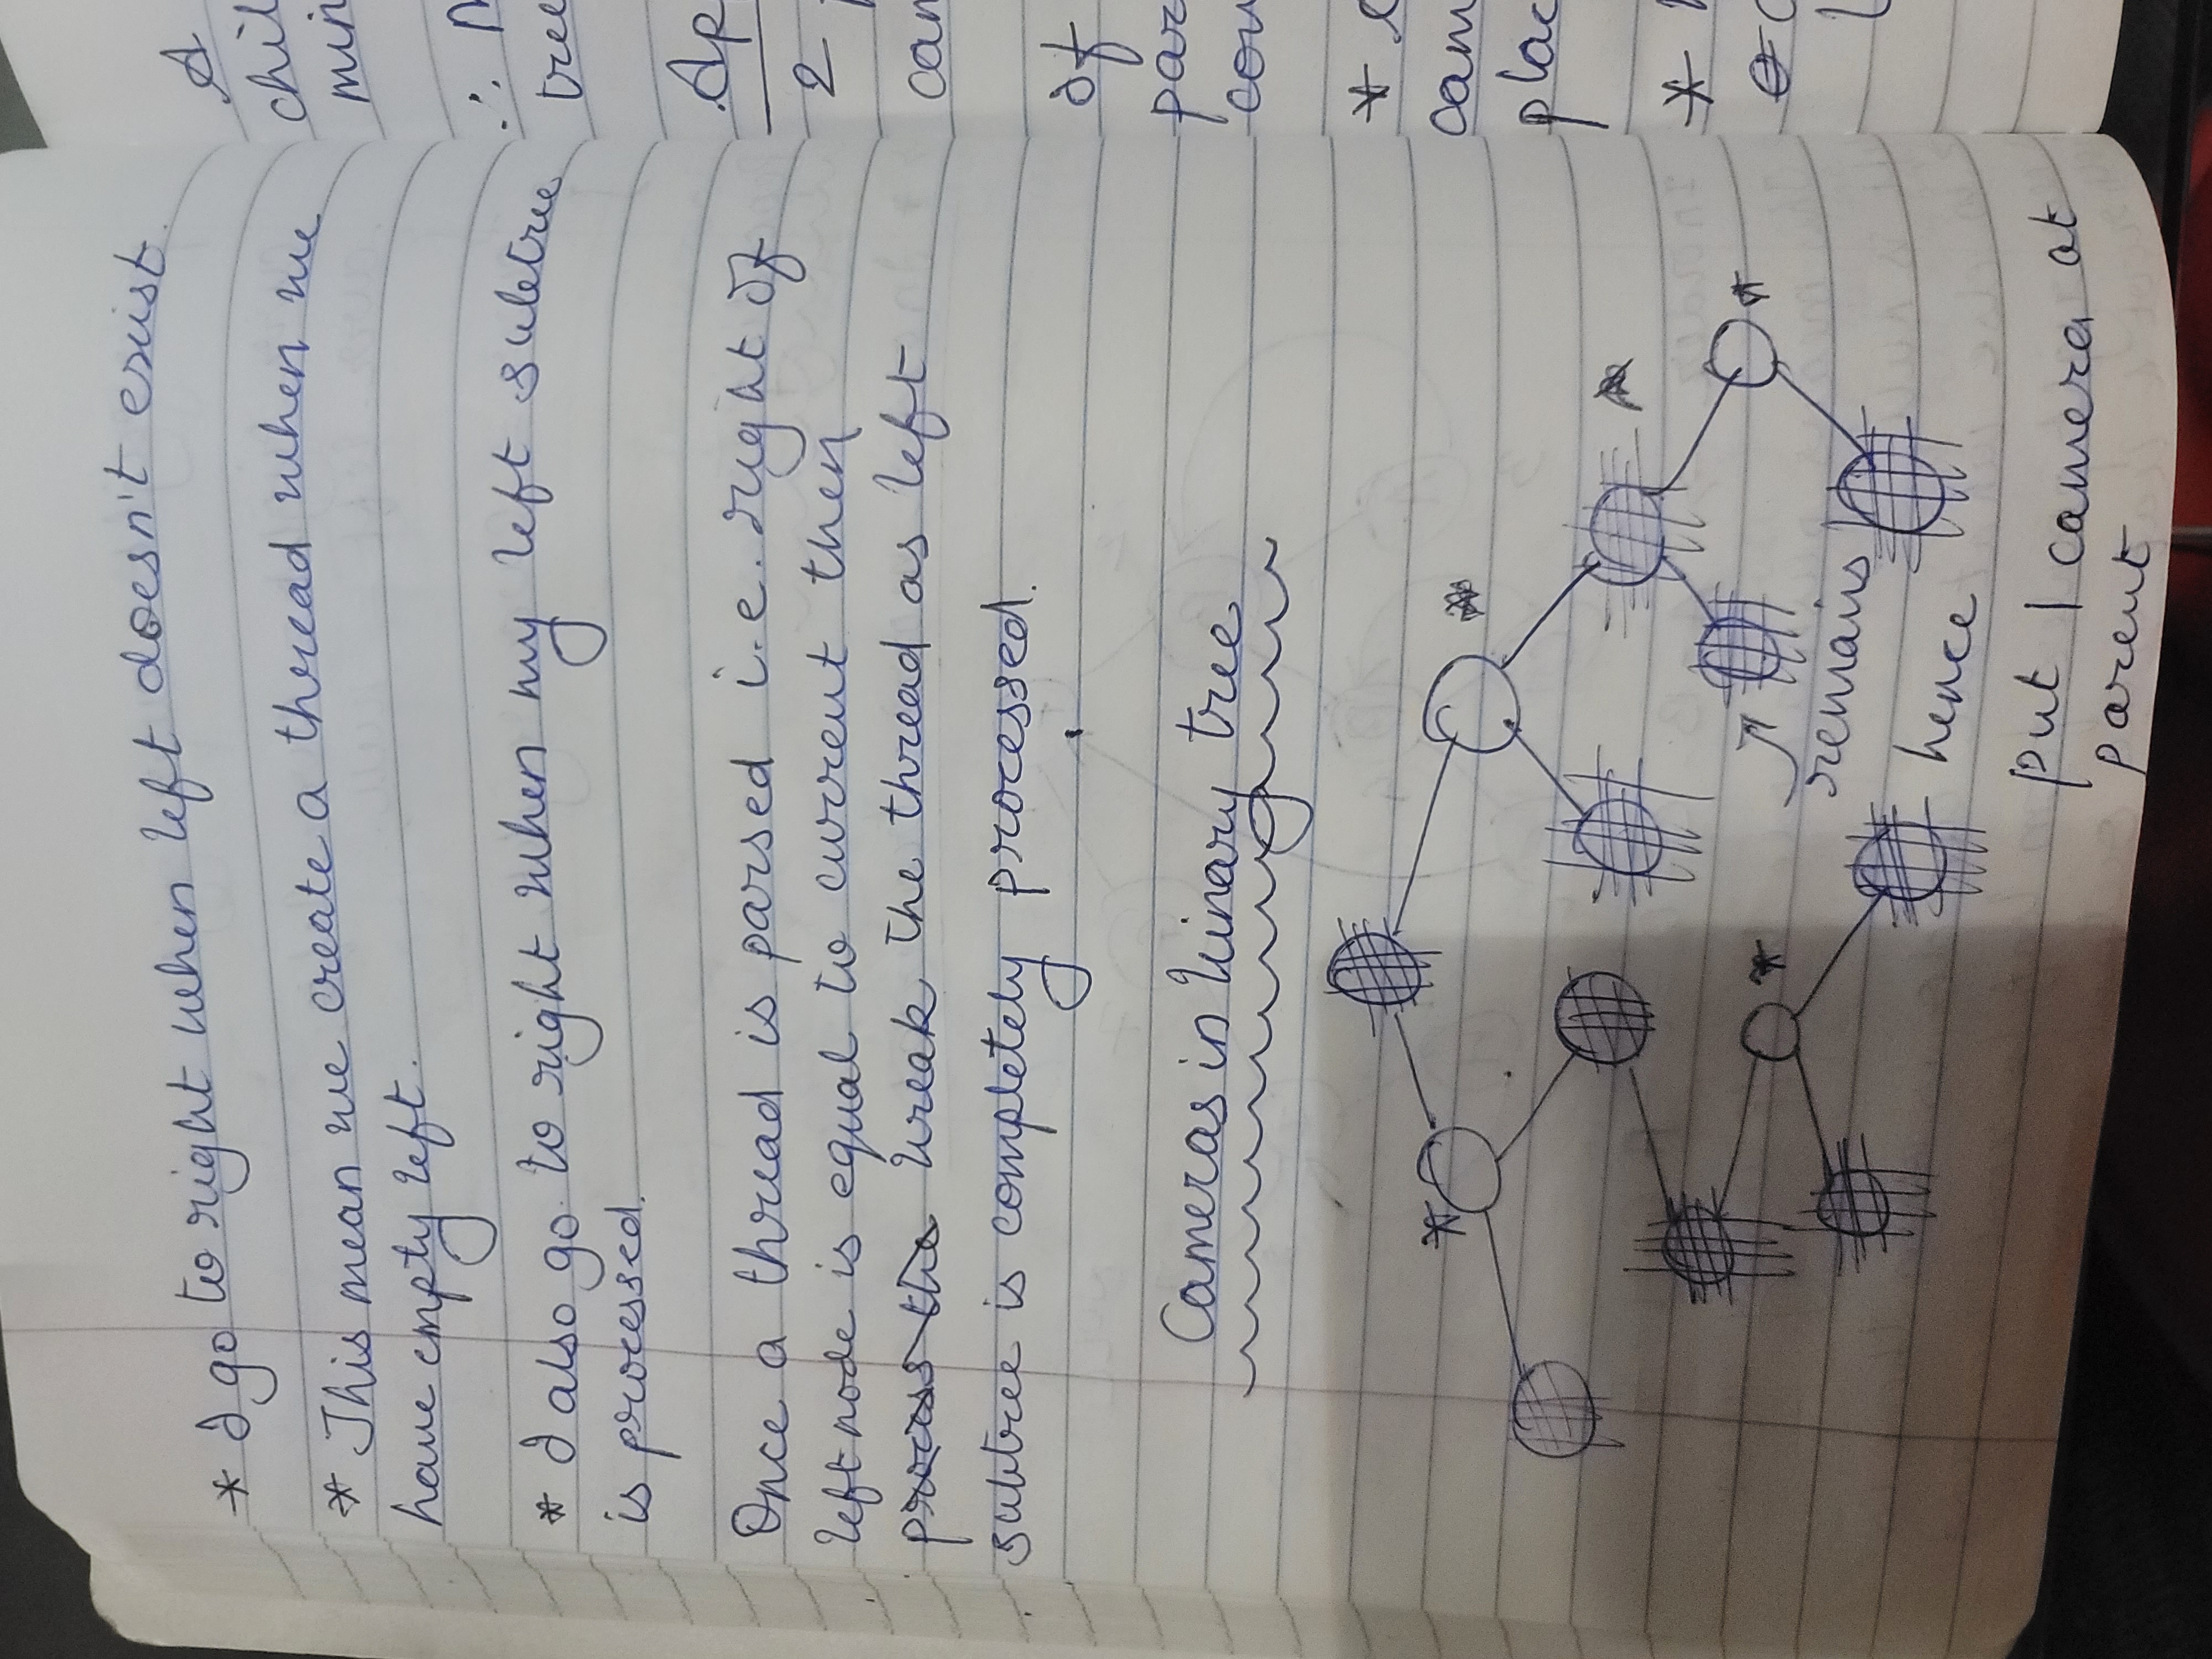 * I go to right when left doesn't exist.
* This mean we create a thread when we
have empty left.
* I also go to right when my left subtree
is processed.
Once a thread is parsed i.e. right of
left node is equal to current then
process the break the thread as left
subtree is completely processed.
Cameras in binary tree
remains
hence
put 1 camera at
parent
A
chil
min
∴ M
tree
Ap
2
cam
of
par
cou
*
cam
plac
*